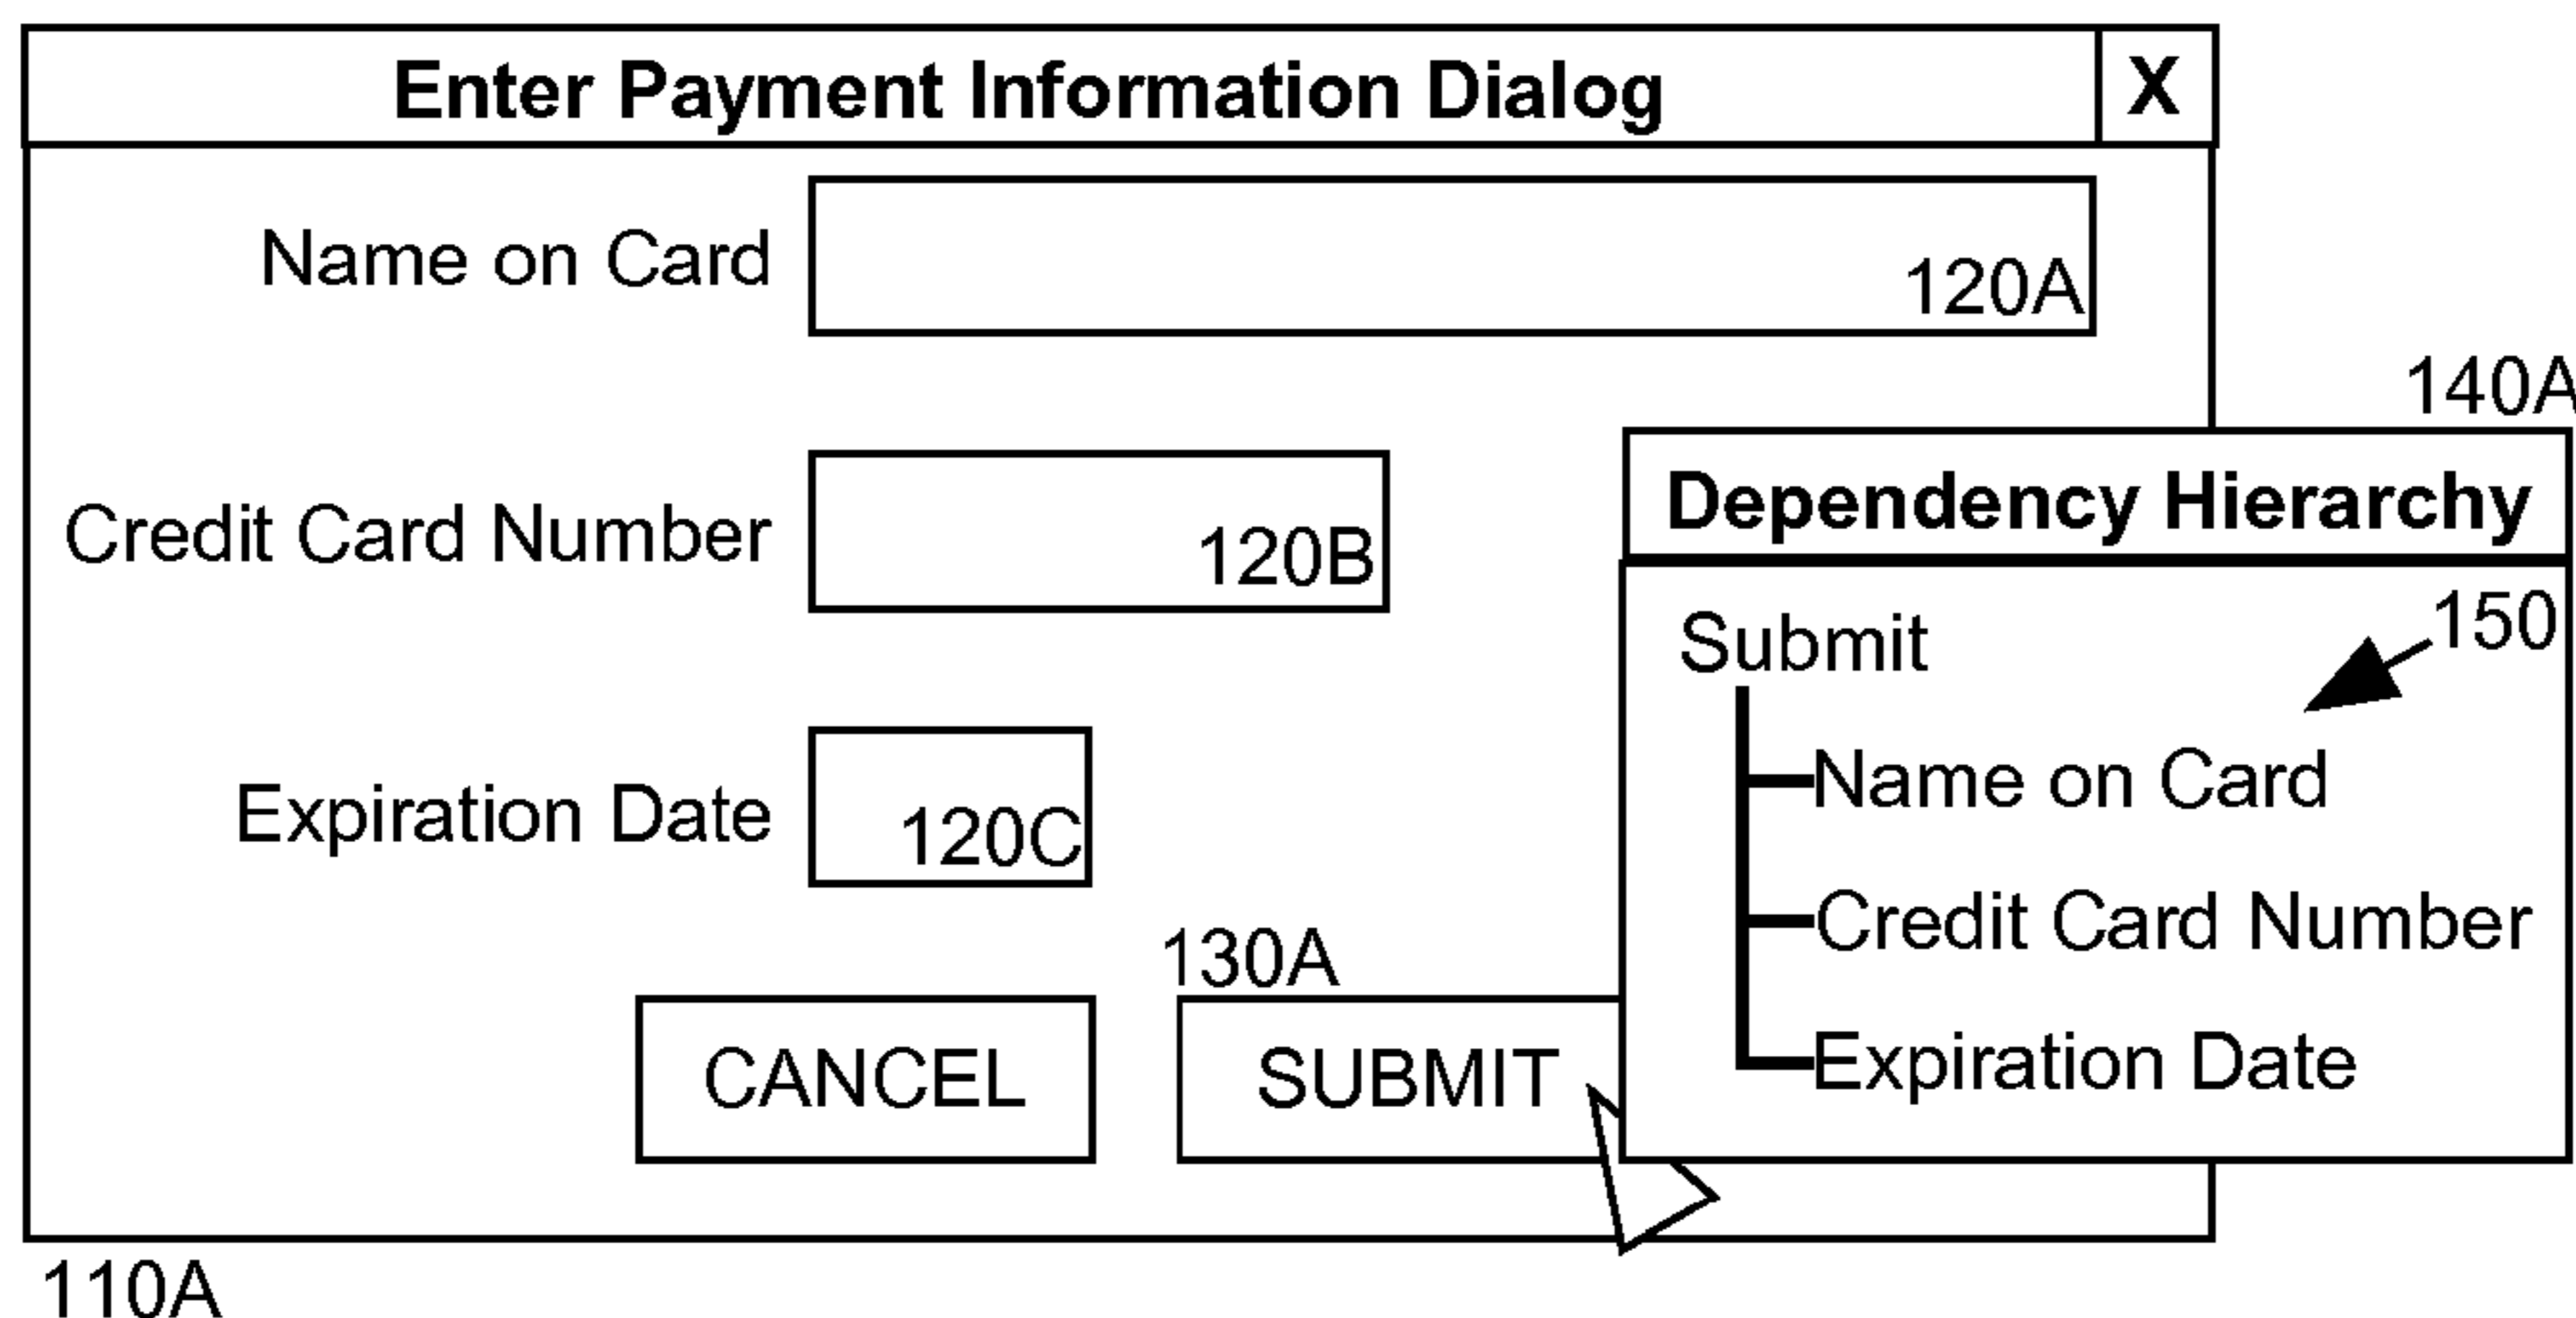 Enter Payment Information Dialog X
Name on Card
120A
140A
Dependency Hierarchy
Credit Card Number
120B
150
Submit
Name on Card
Expiration Date
120C
Credit Card Number
130A
CANCEL
SUBMIT
Expiration Date
110A